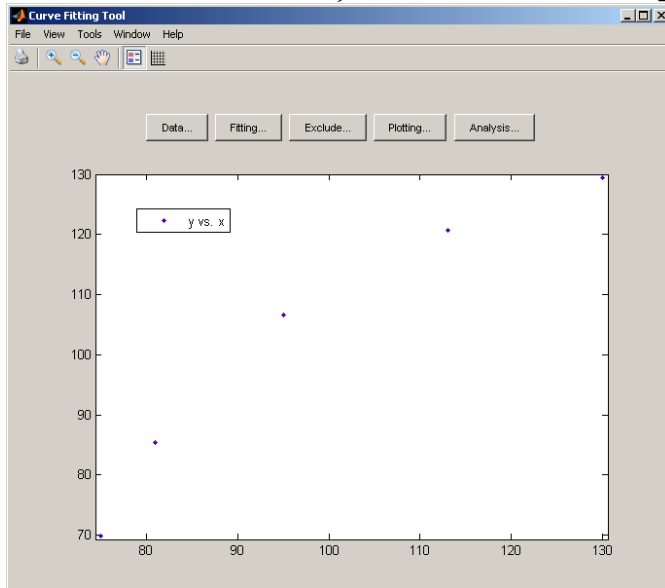 Curve Fitting Tool
File View Tools Window Help
Data... Fitting... Exclude... Plotting... Analysis...
130
y vs. x
120
110
100
90
80
70
80 90 100 110 120 130